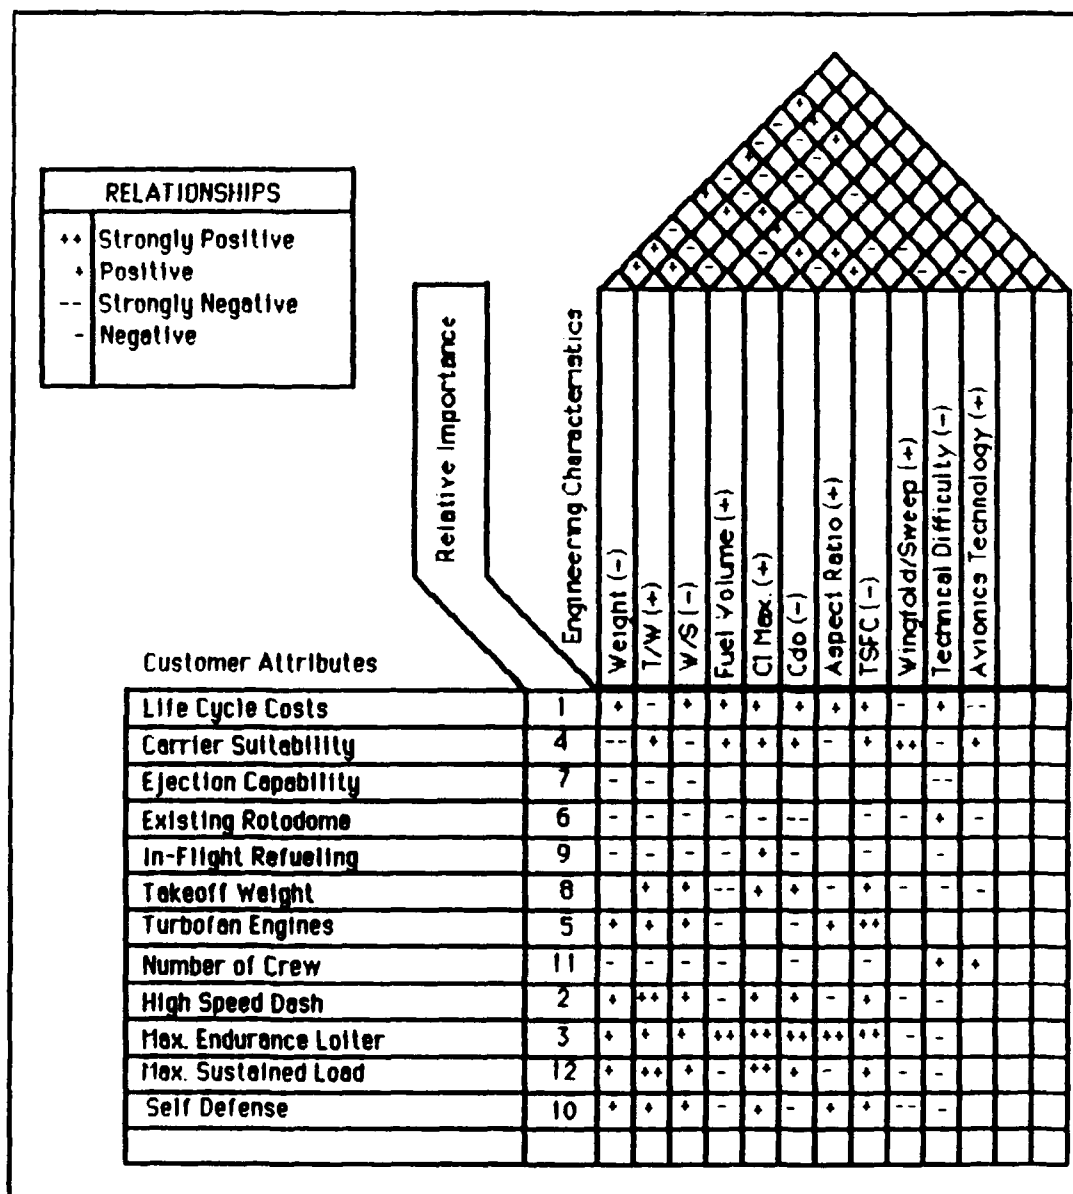 RELATIONSHIPS
++ Strongly Positive
+ Positive
-- Strongly Negative
- Negative
Relative Importance
Engineering Characteristics
Weight (-)
T/W (+)
W/S (-)
Fuel Volume (+)
Cl Max. (+)
Cdo (-)
Aspect Ratio (+)
TSFC (-)
Wingfold/Sweep (+)
Technical Difficulty (-)
Avionics Technology (+)
Customer Attributes
Life Cycle Costs 1 + - + + + + + + - + --
Carrier Suitability 4 -- + - + + + - + ++ - +
Ejection Capability 7 - - - --
Existing Rotodome 6 - - - - - -- - - + -
In-Flight Refueling 9 - - - - + - - -
Takeoff Weight 8 + + -- + + - + - - -
Turbofan Engines 5 + + + - - + ++
Number of Crew 11 - - - - - - + +
High Speed Dash 2 + ++ + - + + - + - -
Max. Endurance Loiter 3 + + + ++ ++ ++ ++ ++ - -
Max. Sustained Load 12 + ++ + - ++ + - + - -
Self Defense 10 + + + - + - + + -- -